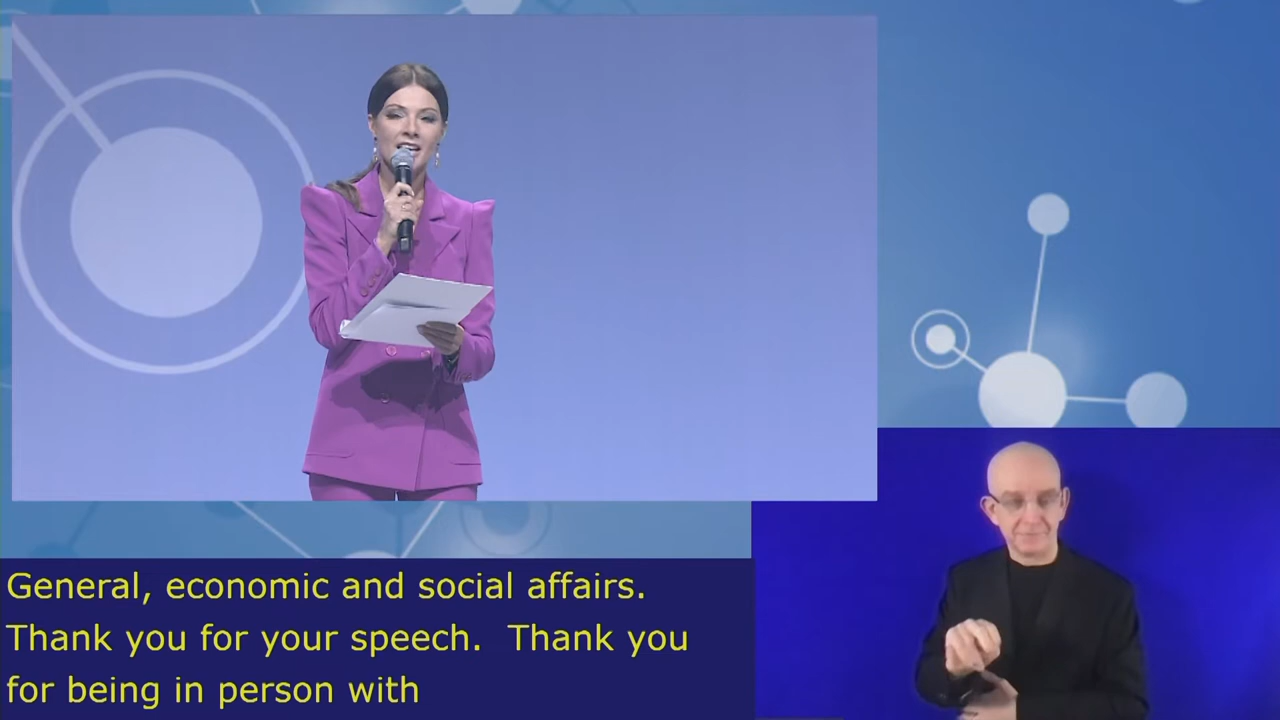 General, economic and social affairs.
Thank you for your speech.  Thank you
for being in person with